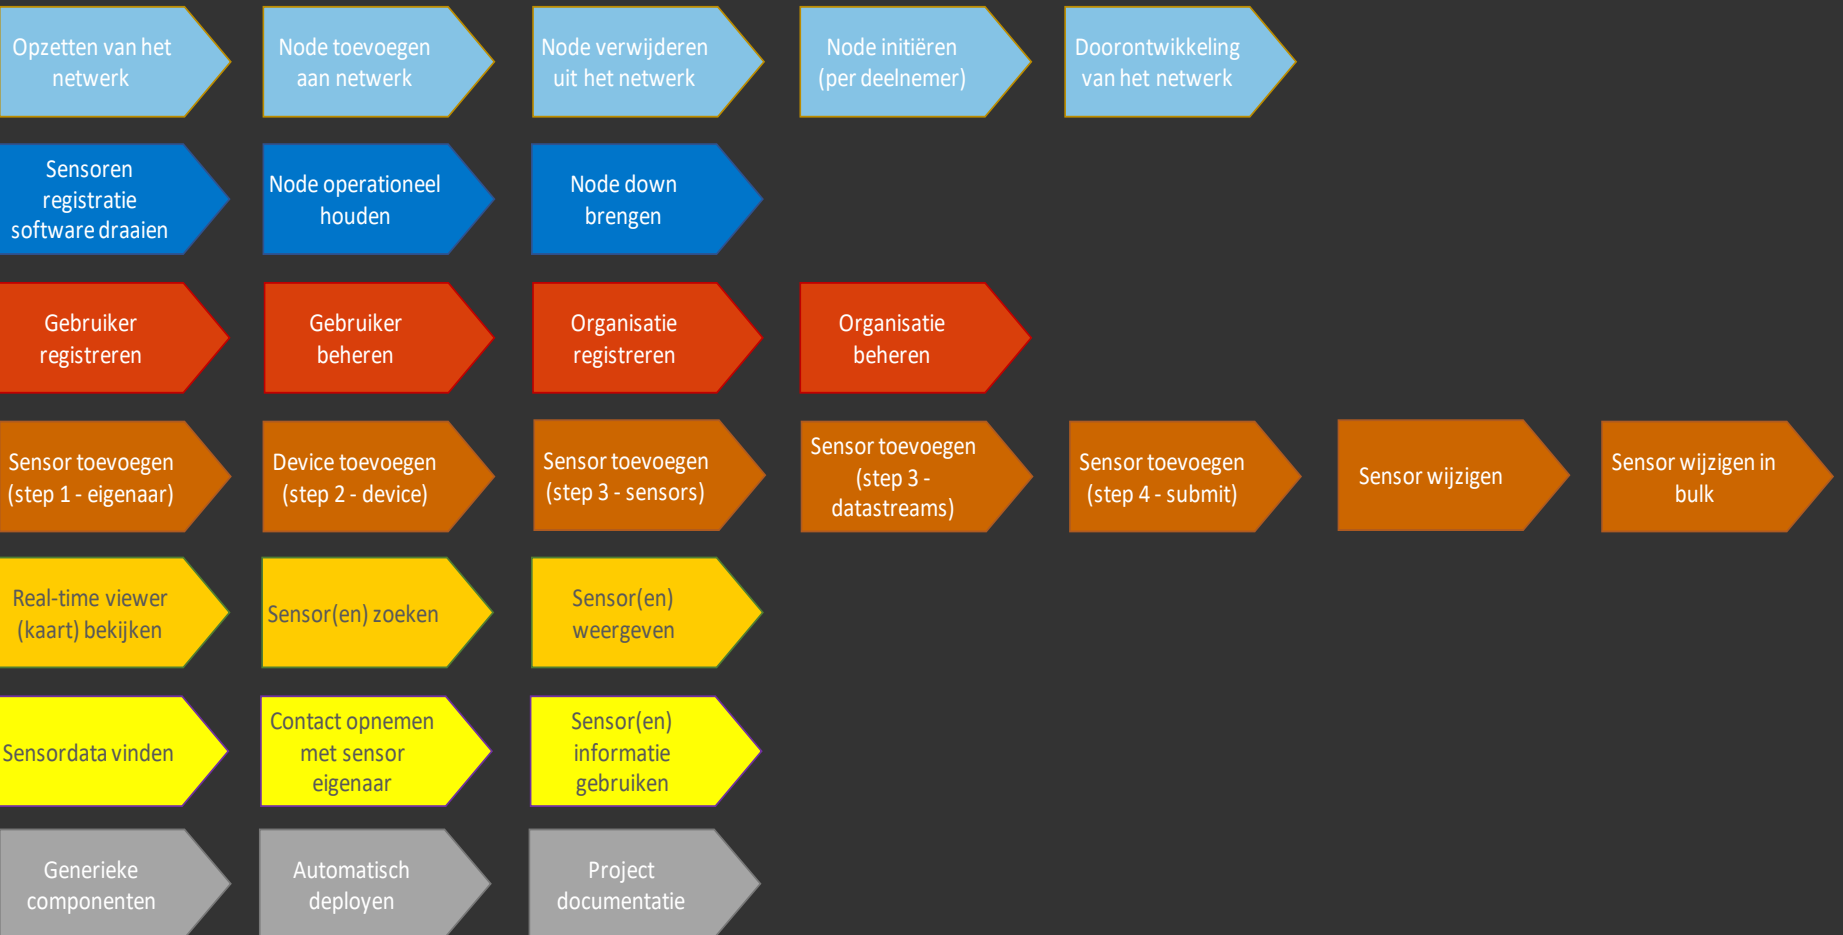 Opzetten van het
netwerk
Node toevoegen
aan netwerk
Node verwijderen
uit het netwerk
Node initiëren
(per deelnemer)
Doorontwikkeling
van het netwerk
Sensoren
registratie
software draaien
Node operationeel
houden
Node down
brengen
Gebruiker
registreren
Gebruiker
beheren
Organisatie
registreren
Organisatie
beheren
Sensor toevoegen
(step 1 - eigenaar)
Device toevoegen
(step 2 - device)
Sensor toevoegen
(step 3 - sensors)
Sensor toevoegen
(step 3 -
datastreams)
Sensor toevoegen
(step 4 - submit)
Sensor wijzigen
Sensor wijzigen in
bulk
Real-time viewer
(kaart) bekijken
Sensor(en) zoeken
Sensor(en)
weergeven
Sensordata vinden
Contact opnemen
met sensor
eigenaar
Sensor(en)
informatie
gebruiken
Generieke
componenten
Automatisch
deployen
Project
documentatie